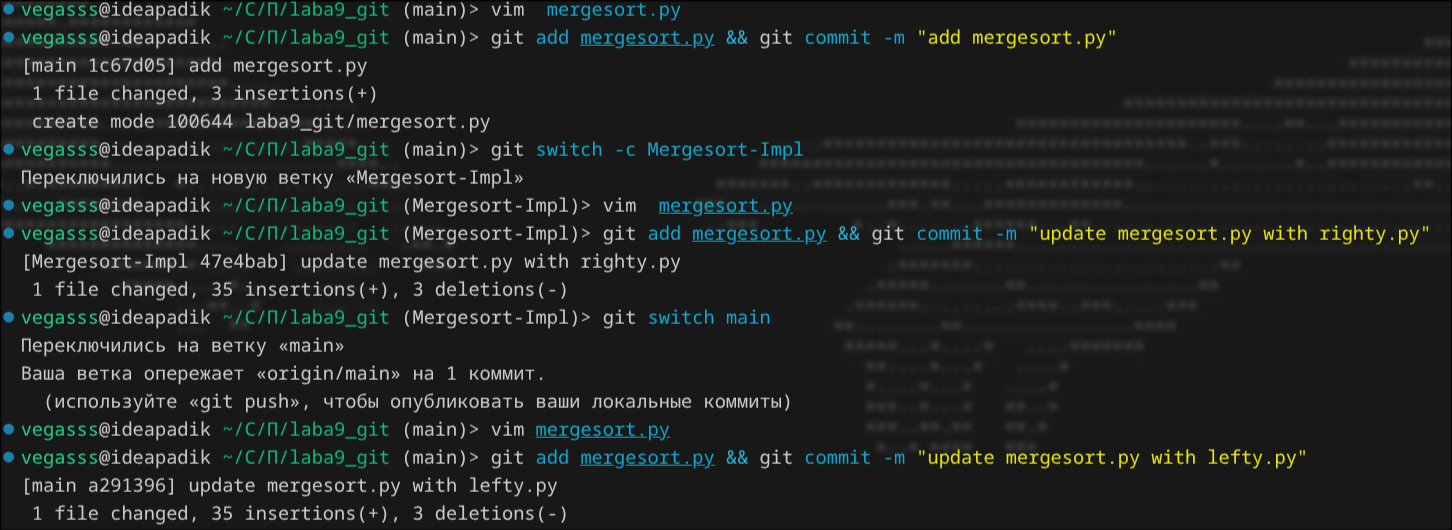 vegasss@ideapadik ~/C/П/laba9_git (main)> vim  mergesort.py
vegasss@ideapadik ~/C/П/laba9_git (main)> git add mergesort.py && git commit -m "add mergesort.py"
[main 1c67d05] add mergesort.py
 1 file changed, 3 insertions(+)
 create mode 100644 laba9_git/mergesort.py
vegasss@ideapadik ~/C/П/laba9_git (main)> git switch -c Mergesort-Impl
Переключились на новую ветку «Mergesort-Impl»
vegasss@ideapadik ~/C/П/laba9_git (Mergesort-Impl)> vim  mergesort.py
vegasss@ideapadik ~/C/П/laba9_git (Mergesort-Impl)> git add mergesort.py && git commit -m "update mergesort.py with righty.py"
[Mergesort-Impl 47e4bab] update mergesort.py with righty.py
 1 file changed, 35 insertions(+), 3 deletions(-)
vegasss@ideapadik ~/C/П/laba9_git (Mergesort-Impl)> git switch main
Переключились на ветку «main»
Ваша ветка опережает «origin/main» на 1 коммит.
  (используйте «git push», чтобы опубликовать ваши локальные коммиты)
vegasss@ideapadik ~/C/П/laba9_git (main)> vim mergesort.py
vegasss@ideapadik ~/C/П/laba9_git (main)> git add mergesort.py && git commit -m "update mergesort.py with lefty.py"
[main a291396] update mergesort.py with lefty.py
 1 file changed, 35 insertions(+), 3 deletions(-)